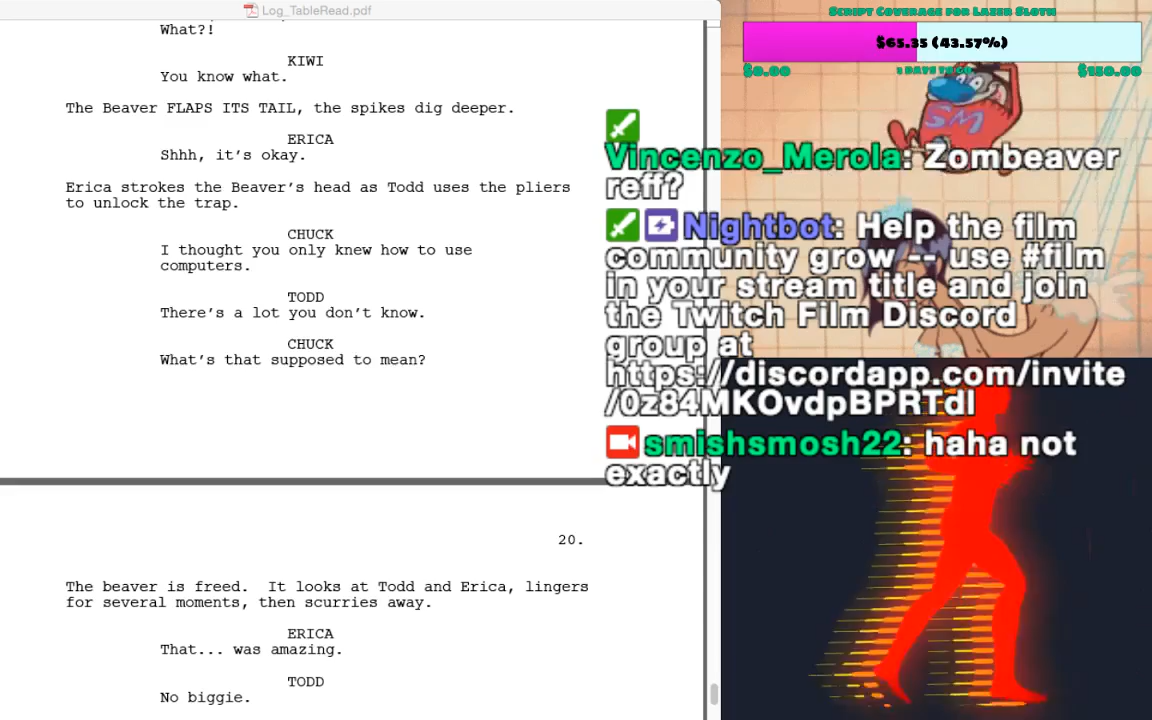 Log_TableRead.pdf
What?!
KIWI
You know what.
The Beaver FLAPS ITS TAIL, the spikes dig deeper.
ERICA
Shhh, it's okay.
Erica strokes the Beaver's head as Todd uses the pliers
to unlock the trap.
CHUCK
I thought you only knew how to use
computers.
TODD
There's a lot you don't know.
CHUCK
What's that supposed to mean?
20.
The beaver is freed.  It looks at Todd and Erica, lingers
for several moments, then scurries away.
ERICA
That... was amazing.
TODD
No biggie.
Script Coverage for Lazer Sloth
$65.35 (43.57%)
$0.00
DAYS TO GO
$150.00
SM
Vincenzo_Merola: Zombeaver
reff?
Nightbot: Help the film
community grow -- use #film
in your stream title and join
the Twitch Film Discord
group at
https://discordapp.com/invite
/0z84MKOvdpBPRTdI
smishsmosh22: haha not
exactly